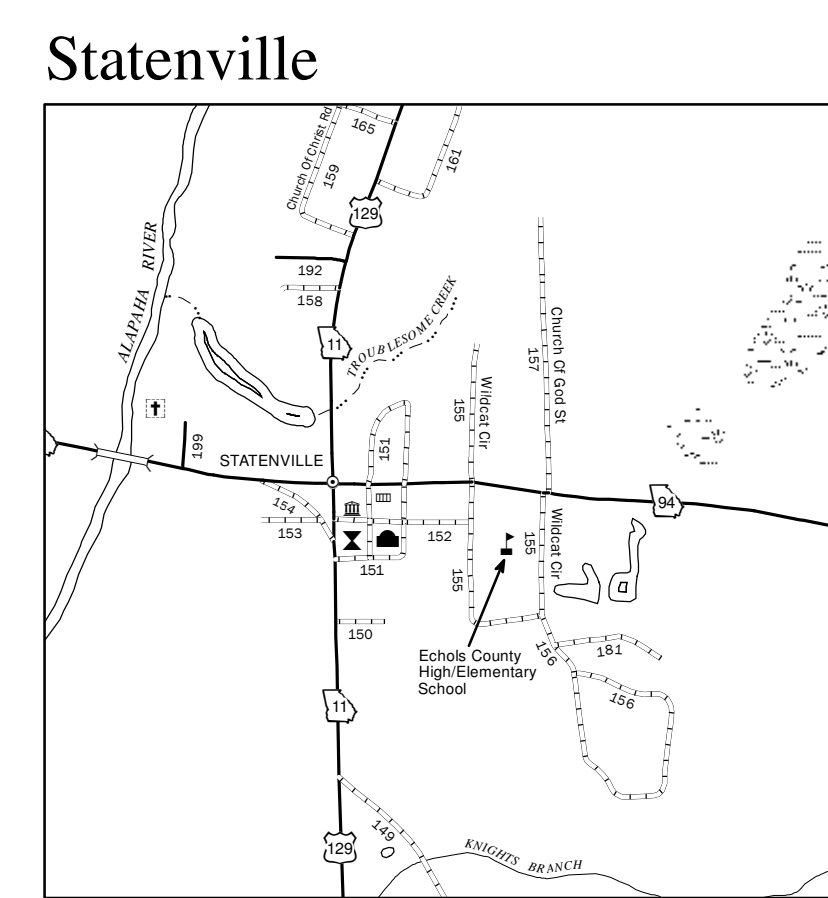 Statenville
165
Church Of Christ Rd
159
161
129
ALAPAHA RIVER
192
158
TROUBLESOME CREEK
11
Church Of God St
157
Wildcat Cir
155
151
199
STATENVILLE
94
154
153
152
155
Wildcat Cir
155
151
150
Echols County
High/Elementary
School
156
181
156
11
149
129
KNIGHTS BRANCH